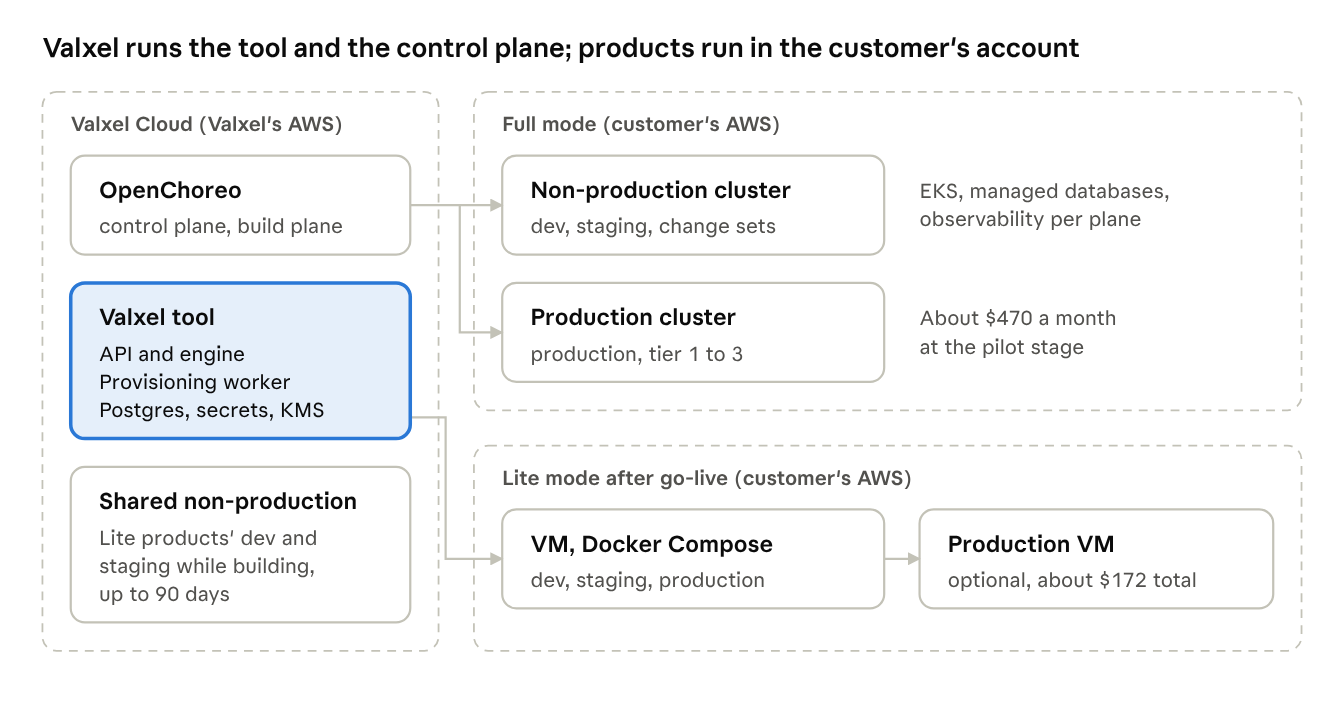 Valxel runs the tool and the control plane; products run in the customer's account
Valxel Cloud (Valxel's AWS)
OpenChoreo
control plane, build plane
Valxel tool
API and engine
Provisioning worker
Postgres, secrets, KMS
Shared non-production
Lite products' dev and
staging while building,
up to 90 days
Full mode (customer's AWS)
Non-production cluster
dev, staging, change sets
EKS, managed databases,
observability per plane
Production cluster
production, tier 1 to 3
About $470 a month
at the pilot stage
Lite mode after go-live (customer's AWS)
VM, Docker Compose
dev, staging, production
Production VM
optional, about $172 total